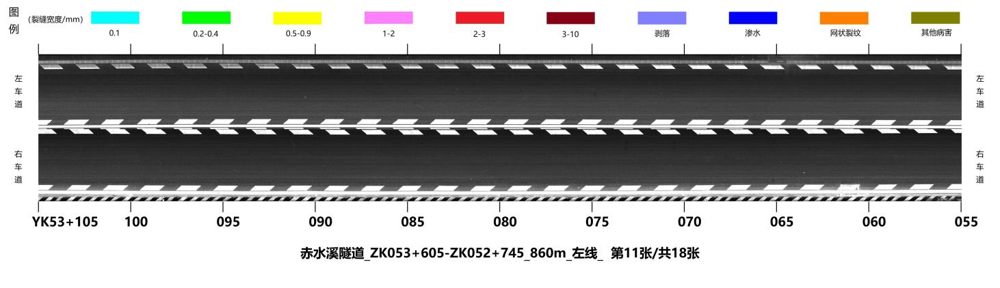 图例
(裂缝宽度/mm)
0.1
0.2-0.4
0.5-0.9
1-2
2-3
3-10
剥落
渗水
网状裂纹
其他病害
左车道
左车道
右车道
右车道
YK53+105 100 095 090 085 080 075 070 065 060 055
赤水溪隧道_ZK053+605-ZK052+745_860m_左线_ 第11张/共18张